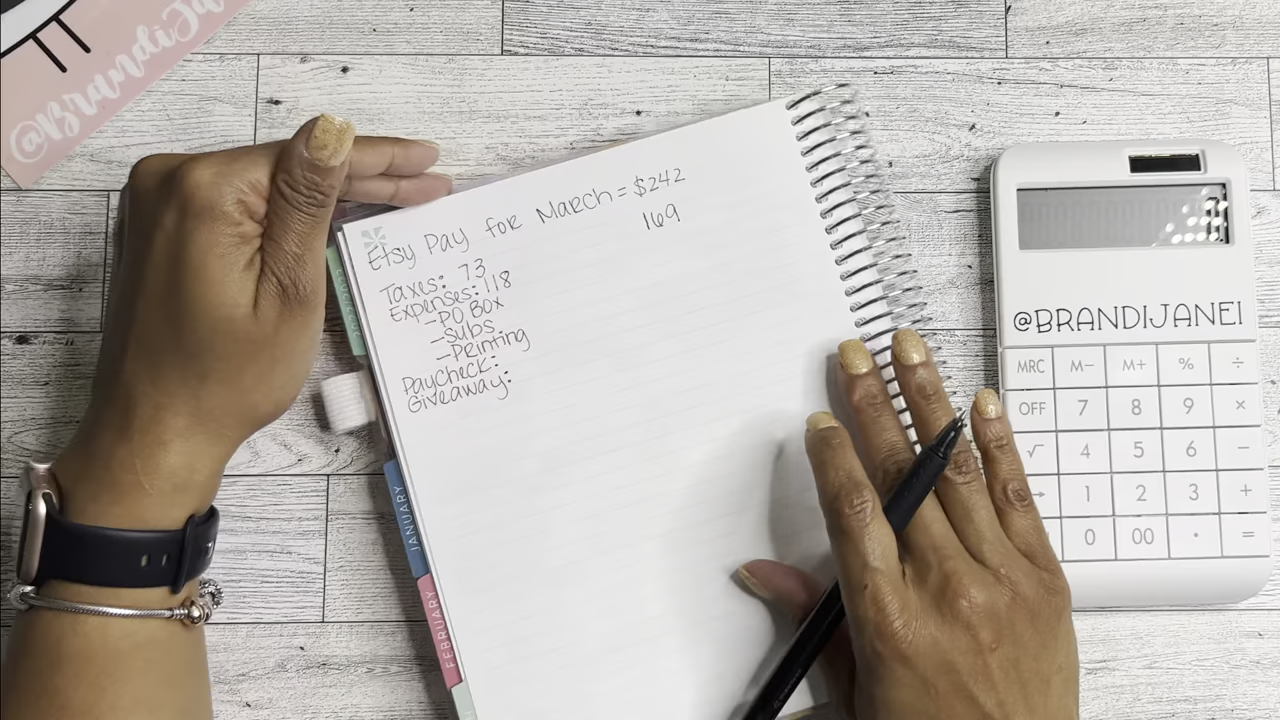 @BrandiJa
Etsy Pay for March = $242
169
Taxes: 73
Expenses: 118
-PO BOX
-Subs
-Printing
Paycheck:
Giveaway:
JANUARY
FEBRUARY
@BRANDIJANE1
MRC M- M+ % ÷
OFF 7 8 9 ×
√ 4 5 6 -
→ 1 2 3 +
0 00 · =